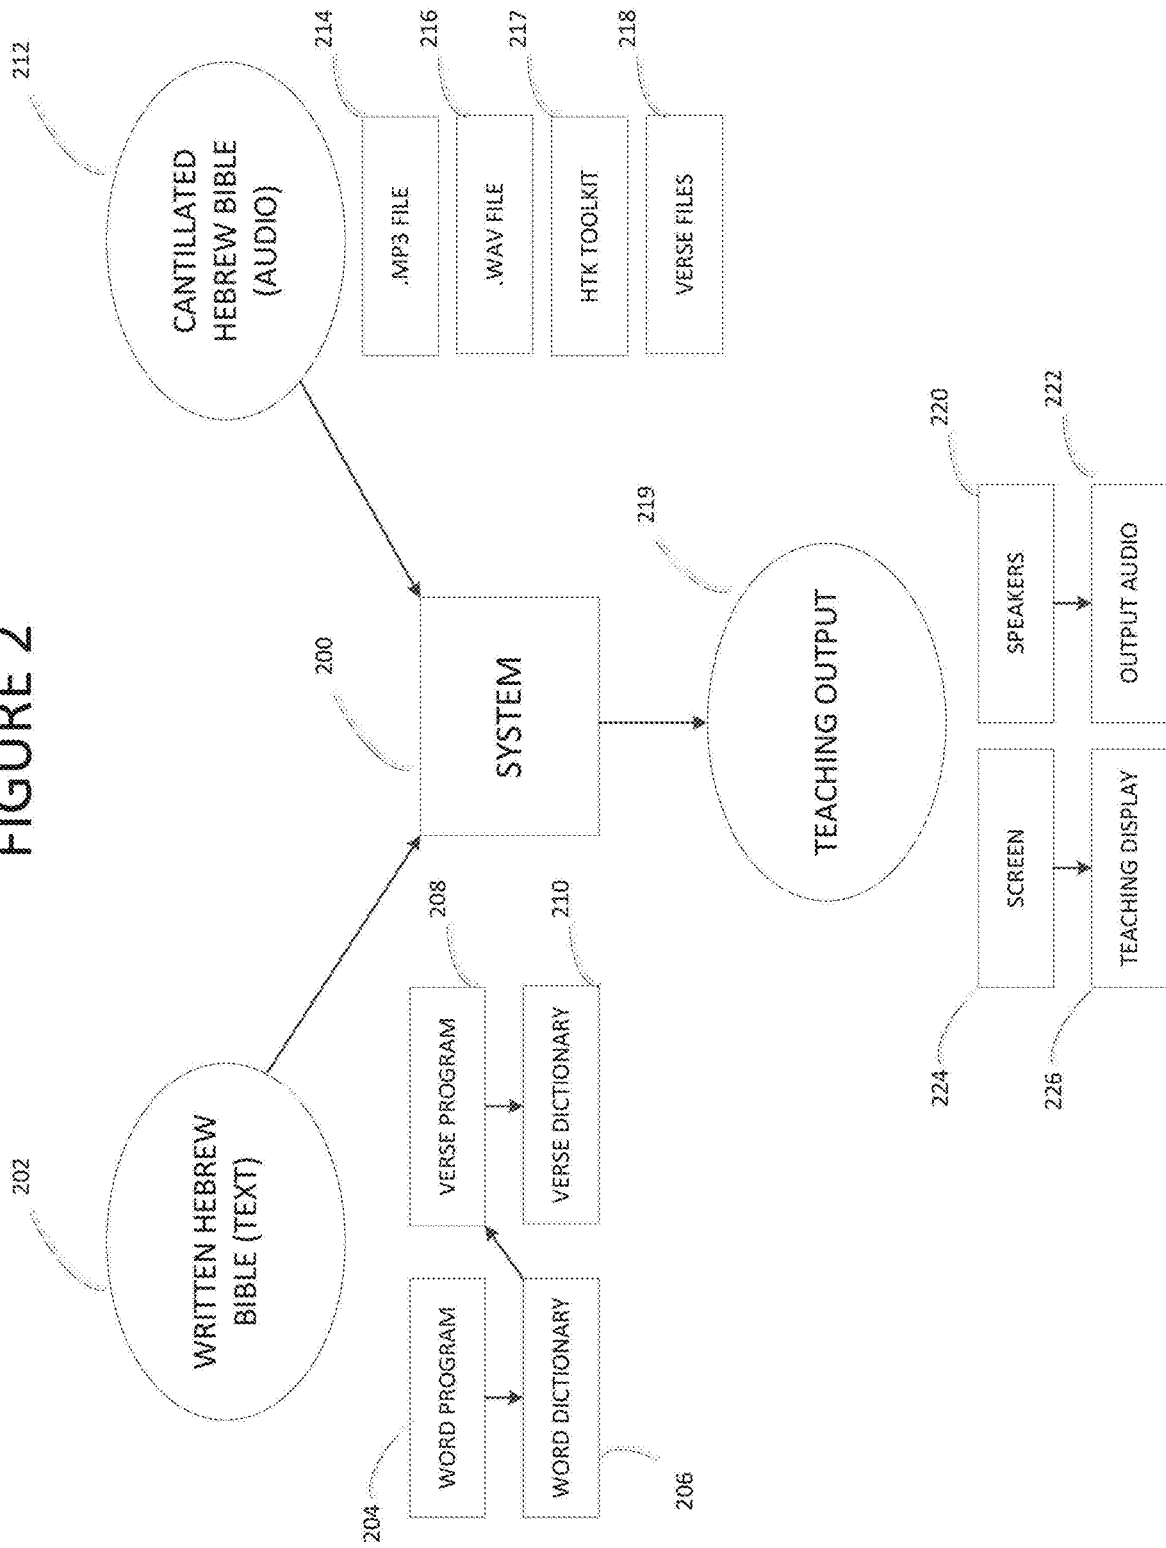 FIGURE 2
202
WRITTEN HEBREW
BIBLE (TEXT)
204
WORD PROGRAM
206
WORD DICTIONARY
208
VERSE PROGRAM
210
VERSE DICTIONARY
200
SYSTEM
212
CANTILLATED
HEBREW BIBLE
(AUDIO)
214
.MP3 FILE
216
.WAV FILE
217
HTK TOOLKIT
218
VERSE FILES
219
TEACHING OUTPUT
224
SCREEN
220
SPEAKERS
226
TEACHING DISPLAY
222
OUTPUT AUDIO